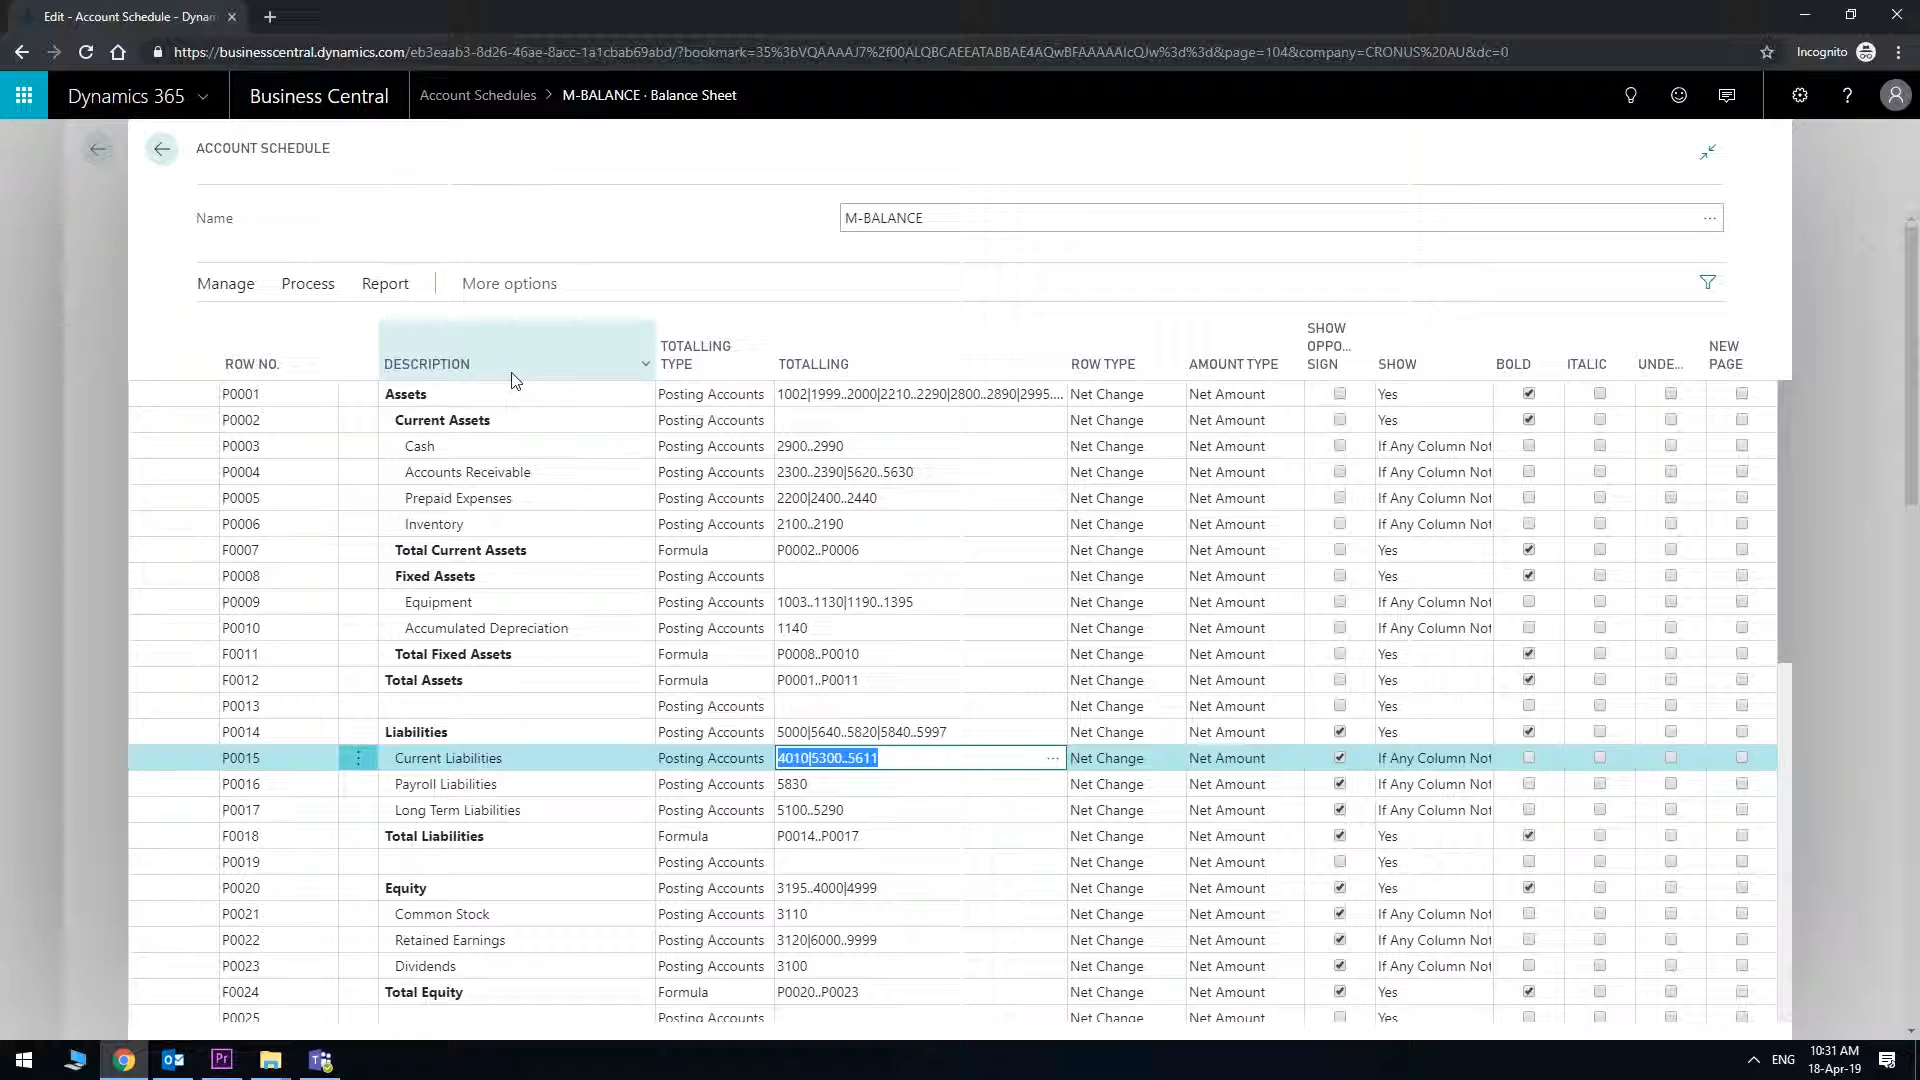 Edit - Account Schedule - Dynam
https://businesscentral.dynamics.com/eb3eaab3-8d26-46ae-8acc-1a1cbab69abd/?bookmark=35%3bVQAAAAJ7%2f00ALQBCAEEATABBAE4AQwBFAAAAAIcQJw%3d%3d&page=104&company=CRONUS%20AU&dc=0 Incognito
Dynamics 365 Business Central Account Schedules > M-BALANCE · Balance Sheet
ACCOUNT SCHEDULE
Name M-BALANCE ...
Manage Process Report More options
ROW NO. DESCRIPTION TOTALLING TYPE TOTALLING ROW TYPE AMOUNT TYPE SHOW OPPO... SIGN SHOW BOLD ITALIC UNDE... NEW PAGE
P0001 Assets Posting Accounts 1002|1999..2000|2210..2290|2800..2890|2995.... Net Change Net Amount Yes
P0002 Current Assets Posting Accounts Net Change Net Amount Yes
P0003 Cash Posting Accounts 2900..2990 Net Change Net Amount If Any Column Not
P0004 Accounts Receivable Posting Accounts 2300..2390|5620..5630 Net Change Net Amount If Any Column Not
P0005 Prepaid Expenses Posting Accounts 2200|2400..2440 Net Change Net Amount If Any Column Not
P0006 Inventory Posting Accounts 2100..2190 Net Change Net Amount If Any Column Not
F0007 Total Current Assets Formula P0002..P0006 Net Change Net Amount Yes
P0008 Fixed Assets Posting Accounts Net Change Net Amount Yes
P0009 Equipment Posting Accounts 1003..1130|1190..1395 Net Change Net Amount If Any Column Not
P0010 Accumulated Depreciation Posting Accounts 1140 Net Change Net Amount If Any Column Not
F0011 Total Fixed Assets Formula P0008..P0010 Net Change Net Amount Yes
F0012 Total Assets Formula P0001..P0011 Net Change Net Amount Yes
P0013 Posting Accounts Net Change Net Amount Yes
P0014 Liabilities Posting Accounts 5000|5640..5820|5840..5997 Net Change Net Amount Yes
P0015 Current Liabilities Posting Accounts 4010|5300..5611 ... Net Change Net Amount If Any Column Not
P0016 Payroll Liabilities Posting Accounts 5830 Net Change Net Amount If Any Column Not
P0017 Long Term Liabilities Posting Accounts 5100..5290 Net Change Net Amount If Any Column Not
F0018 Total Liabilities Formula P0014..P0017 Net Change Net Amount Yes
P0019 Posting Accounts Net Change Net Amount Yes
P0020 Equity Posting Accounts 3195..4000|4999 Net Change Net Amount Yes
P0021 Common Stock Posting Accounts 3110 Net Change Net Amount If Any Column Not
P0022 Retained Earnings Posting Accounts 3120|6000..9999 Net Change Net Amount If Any Column Not
P0023 Dividends Posting Accounts 3100 Net Change Net Amount If Any Column Not
F0024 Total Equity Formula P0020..P0023 Net Change Net Amount Yes
P0025 Posting Accounts Net Change Net Amount Yes
ENG 10:31 AM
18-Apr-19